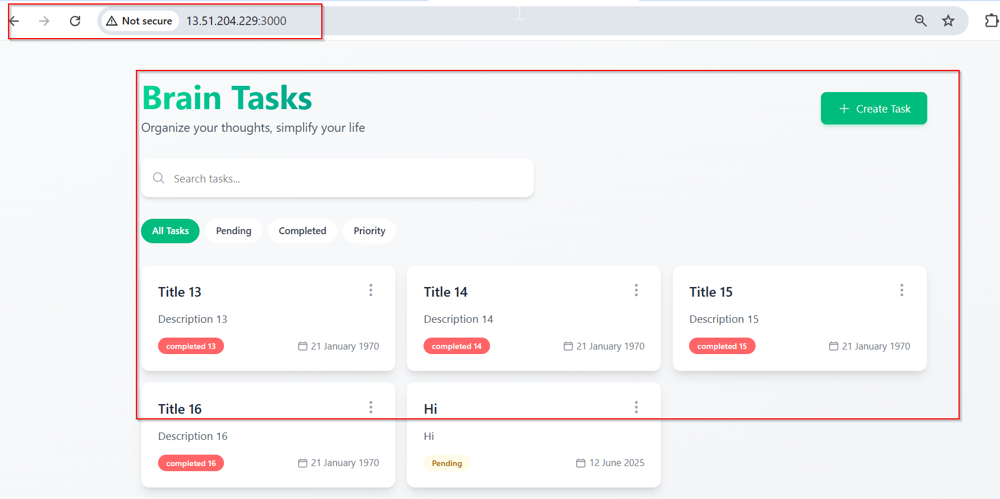 Not secure 13.51.204.229:3000
Brain Tasks
Create Task
Organize your thoughts, simplify your life
Search tasks...
All Tasks Pending Completed Priority
Title 13
Description 13
completed 13 21 January 1970
Title 14
Description 14
completed 14 21 January 1970
Title 15
Description 15
completed 15 21 January 1970
Title 16
Description 16
completed 16 21 January 1970
Hi
Hi
Pending 12 June 2025